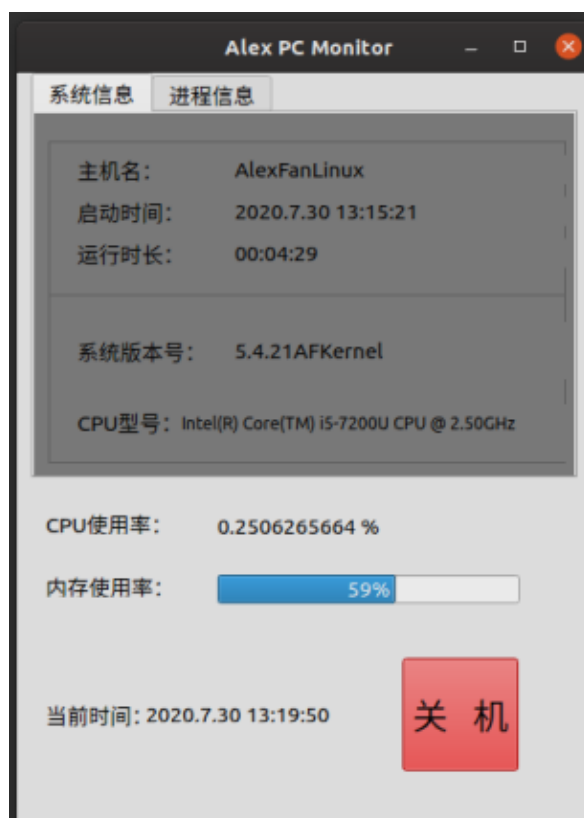 Alex PC Monitor
系统信息 进程信息
主机名： AlexFanLinux
启动时间： 2020.7.30 13:15:21
运行时长： 00:04:29
系统版本号： 5.4.21AFKernel
CPU型号：Intel(R) Core(TM) i5-7200U CPU @ 2.50GHz
CPU使用率： 0.2506265664 %
内存使用率： 59%
当前时间：2020.7.30 13:19:50 关 机